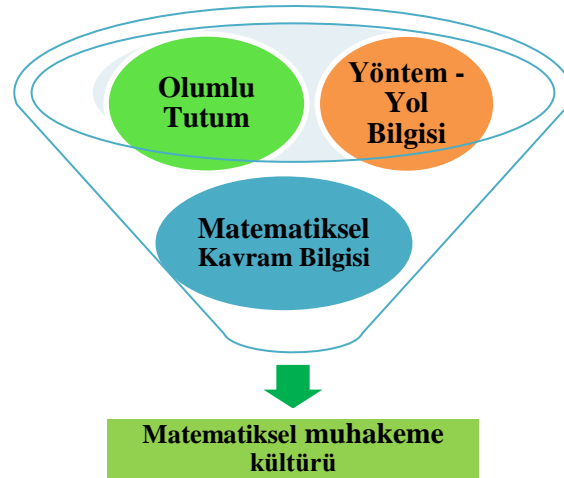 Olumlu
Tutum
Yöntem -
Yol
Bilgisi
Matematiksel
Kavram Bilgisi
Matematiksel muhakeme
kültürü